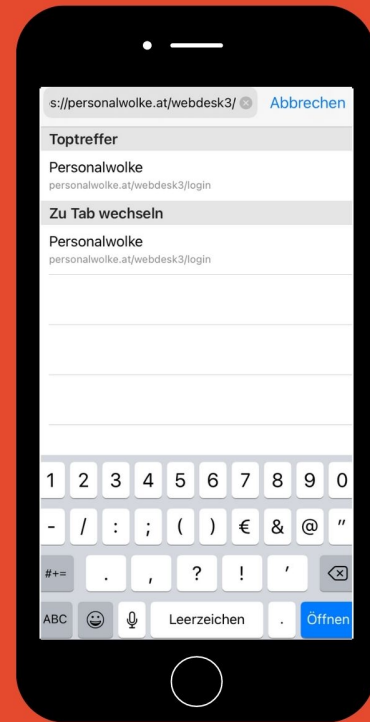 s://personalwolke.at/webdesk3/ Abbrechen
Toptreffer
Personalwolke
personalwolke.at/webdesk3/login
Zu Tab wechseln
Personalwolke
personalwolke.at/webdesk3/login
1 2 3 4 5 6 7 8 9 0
- / : ; ( ) € & @ "
#+= . , ? ! '
ABC Leerzeichen . Öffnen